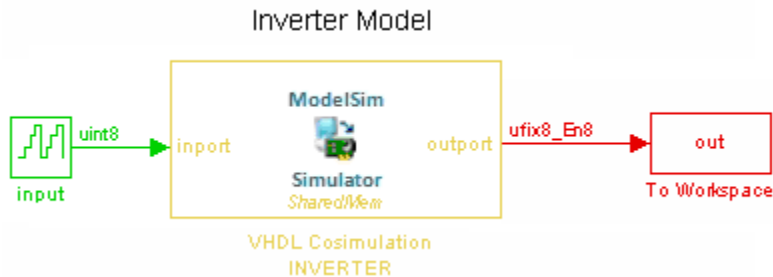 Inverter Model
ModelSim
uint8
inport
outport
ufix8_En8
out
input
Simulator
SharedMem
To Workspace
VHDL Cosimulation
INVERTER